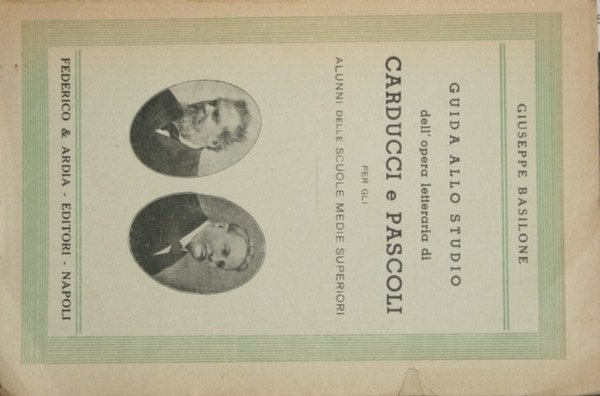 GIUSEPPE BASILONE
GUIDA ALLO STUDIO
dell'opera letteraria di
CARDUCCI e PASCOLI
PER GLI
ALUNNI DELLE SCUOLE MEDIE SUPERIORI
FEDERICO & ARDIA - EDITORI - NAPOLI